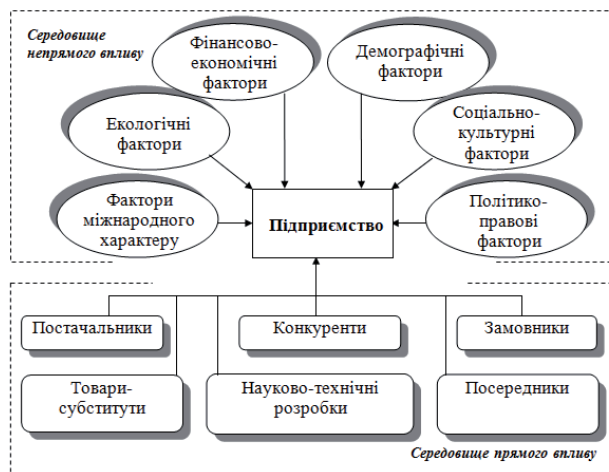 Середовище
непрямого впливу
Фінансово-
економічні
фактори
Демографічні
фактори
Екологічні
фактори
Соціально-
культурні
фактори
Фактори
міжнародного
характеру
Підприємство
Політико-
правові
фактори
Постачальники
Конкуренти
Замовники
Товари-
субститути
Науково-технічні
розробки
Посередники
Середовище прямого впливу